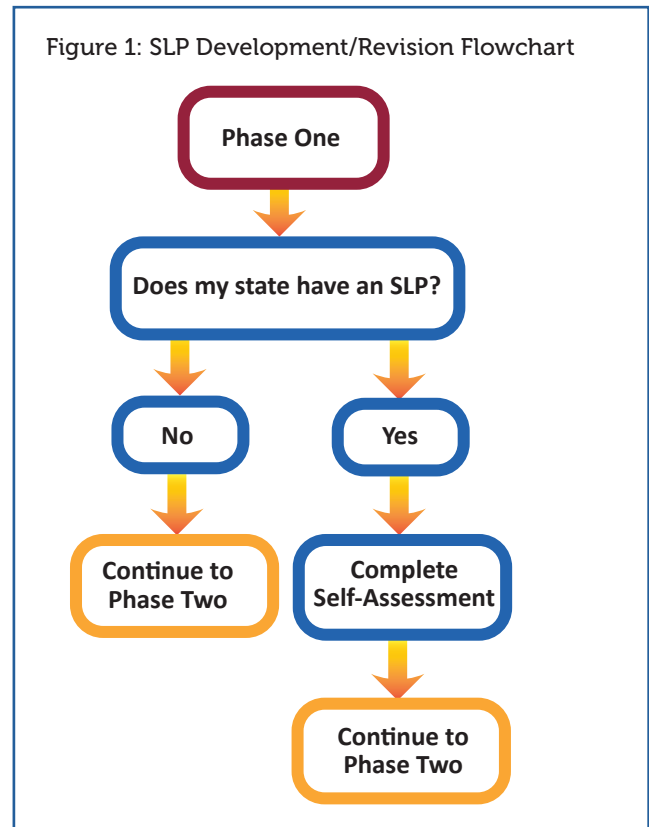 Figure 1: SLP Development/Revision Flowchart
Phase One
Does my state have an SLP?
No
Yes
Continue to
Phase Two
Complete
Self-Assessment
Continue to
Phase Two